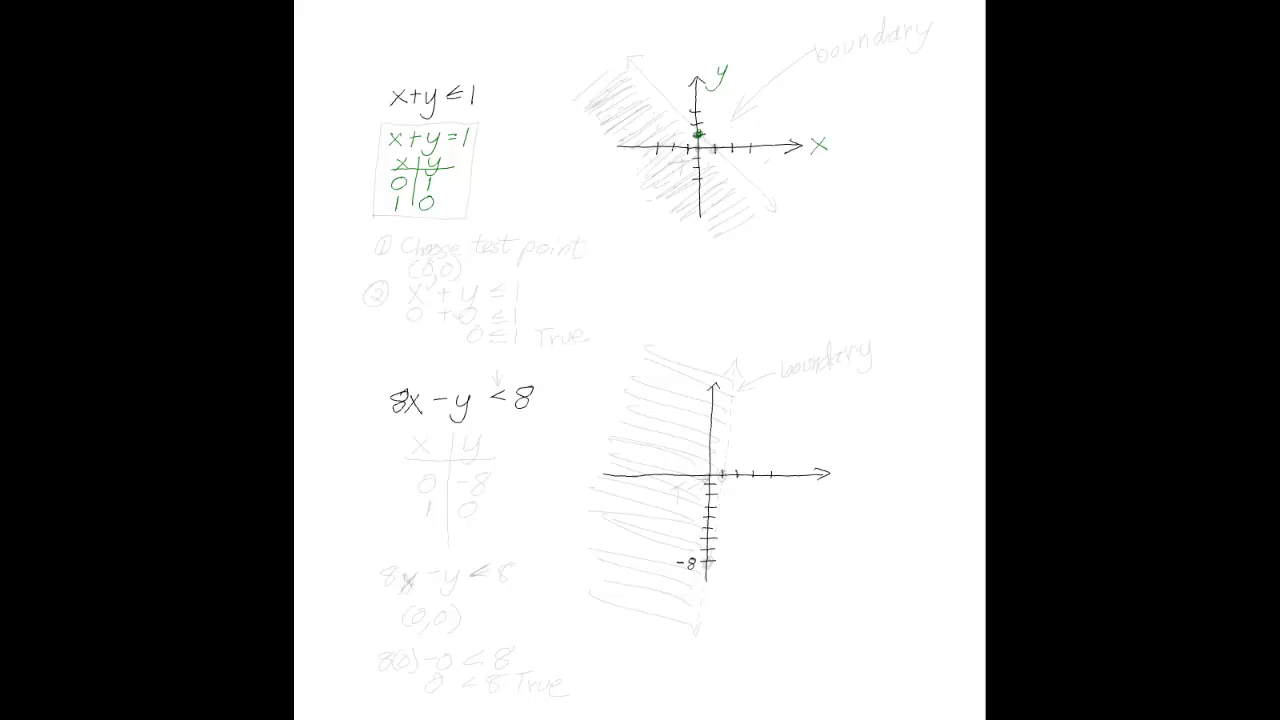 x+y ≤ 1
x+y=1
x y
0 1
1 0
① Choose test point
(0,0)
② x + y ≤ 1
0 + 0 ≤ 1
0 ≤ 1 True
boundary
y
x
8x - y < 8
x y
0 -8
1 0
8x - y < 8
(0,0)
8(0) - 0 < 8
0 < 8 True
boundary
-8